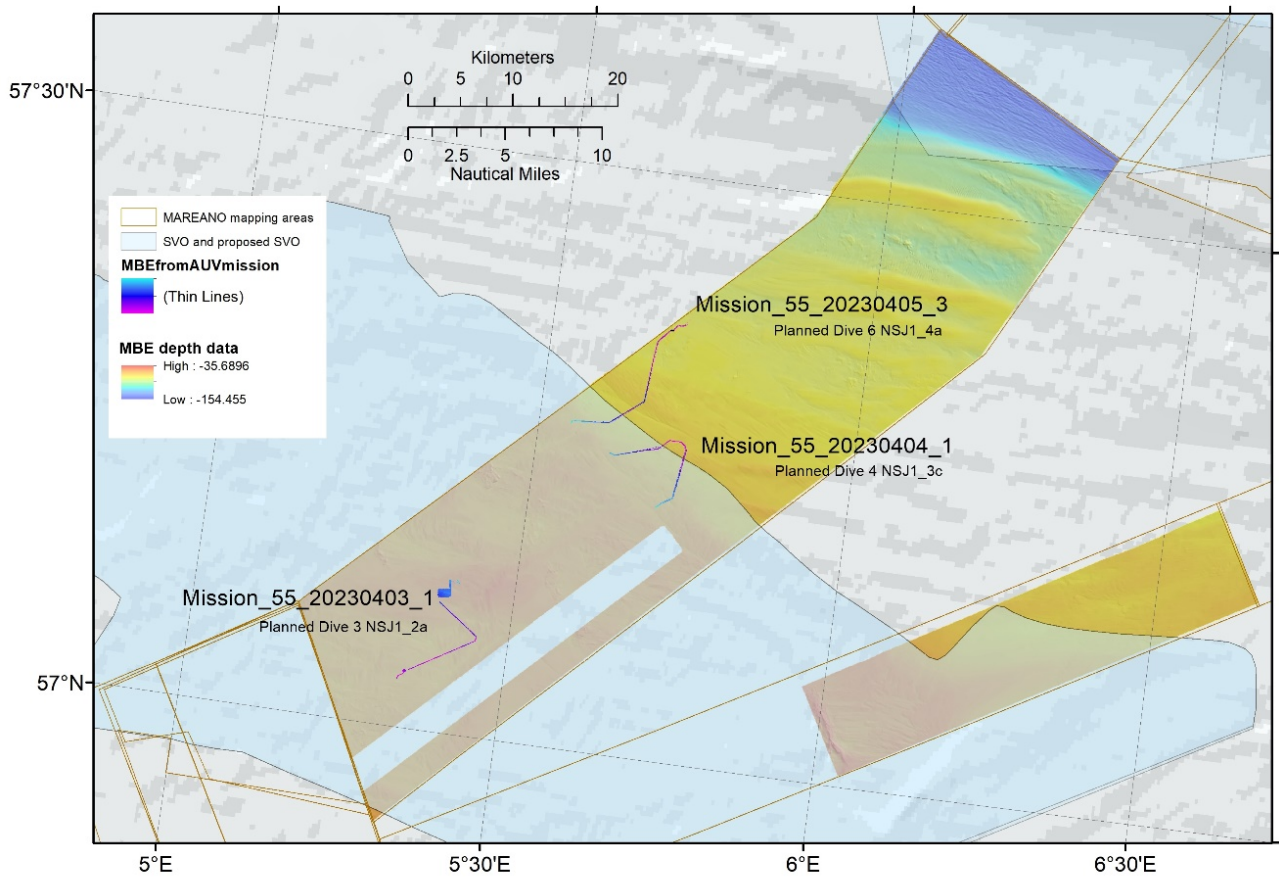 Kilometers
0 5 10 20
0 2.5 5 10
Nautical Miles
57°30'N
57°N
MAREANO mapping areas
SVO and proposed SVO
MBEfromAUVmission
(Thin Lines)
MBE depth data
High : -35.6896
Low : -154.455
Mission_55_20230405_3
Planned Dive 6 NSJ1_4a
Mission_55_20230404_1
Planned Dive 4 NSJ1_3c
Mission_55_20230403_1
Planned Dive 3 NSJ1_2a
5°E 5°30'E 6°E 6°30'E